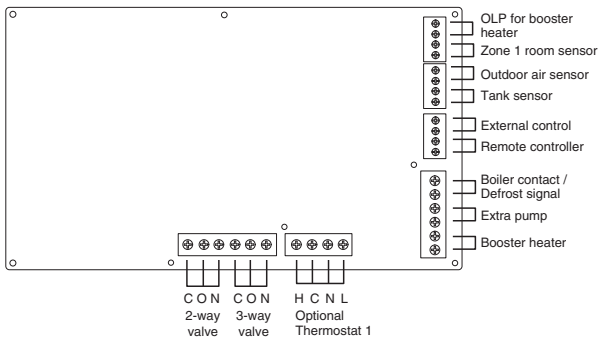 OLP for booster
heater
Zone 1 room sensor
Outdoor air sensor
Tank sensor
External control
Remote controller
Boiler contact /
Defrost signal
Extra pump
Booster heater
C O N C O N H C N L
2-way
valve
3-way
valve
Optional
Thermostat 1